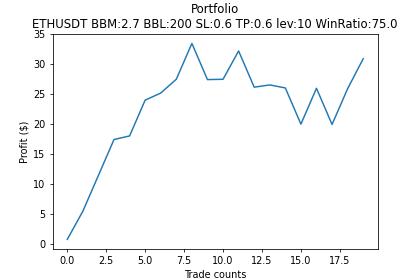 Portfolio
ETHUSDT BBM:2.7 BBL:200 SL:0.6 TP:0.6 lev:10 WinRatio:75.0
35
30
25
20
15
10
5
0
Profit ($)
0.0 2.5 5.0 7.5 10.0 12.5 15.0 17.5
Trade counts